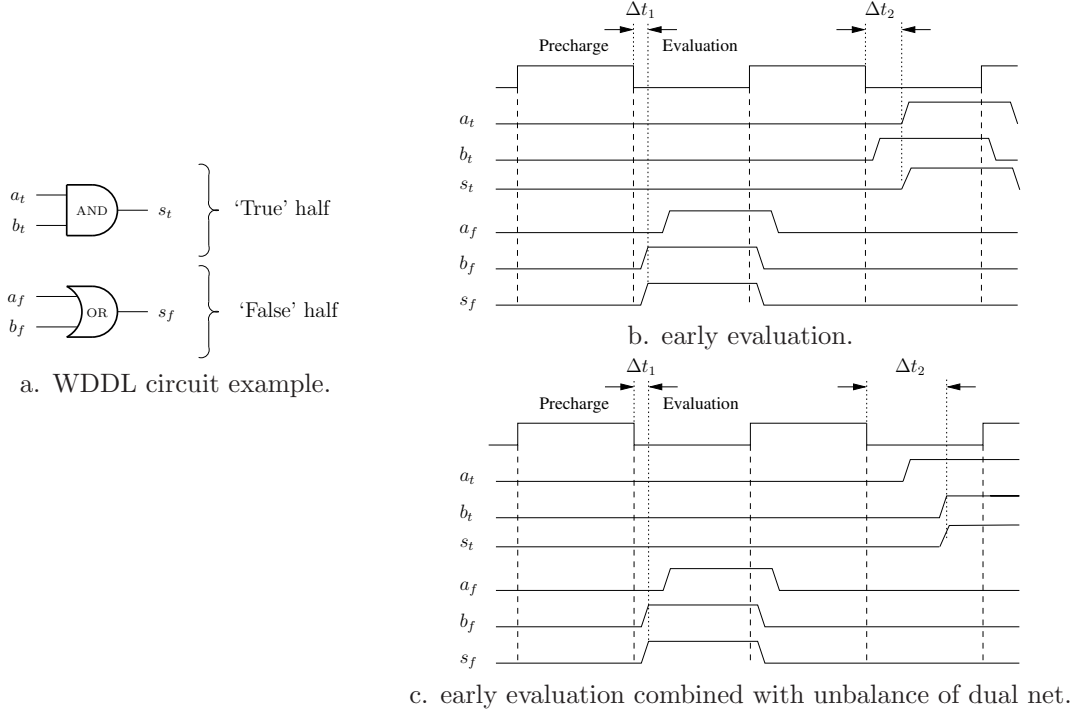 a_t
b_t
AND
s_t
‘True’ half
a_f
b_f
OR
s_f
‘False’ half
a. WDDL circuit example.
Δt_1
Δt_2
Precharge
Evaluation
a_t
b_t
s_t
a_f
b_f
s_f
b. early evaluation.
Δt_1
Δt_2
Precharge
Evaluation
a_t
b_t
s_t
a_f
b_f
s_f
c. early evaluation combined with unbalance of dual net.